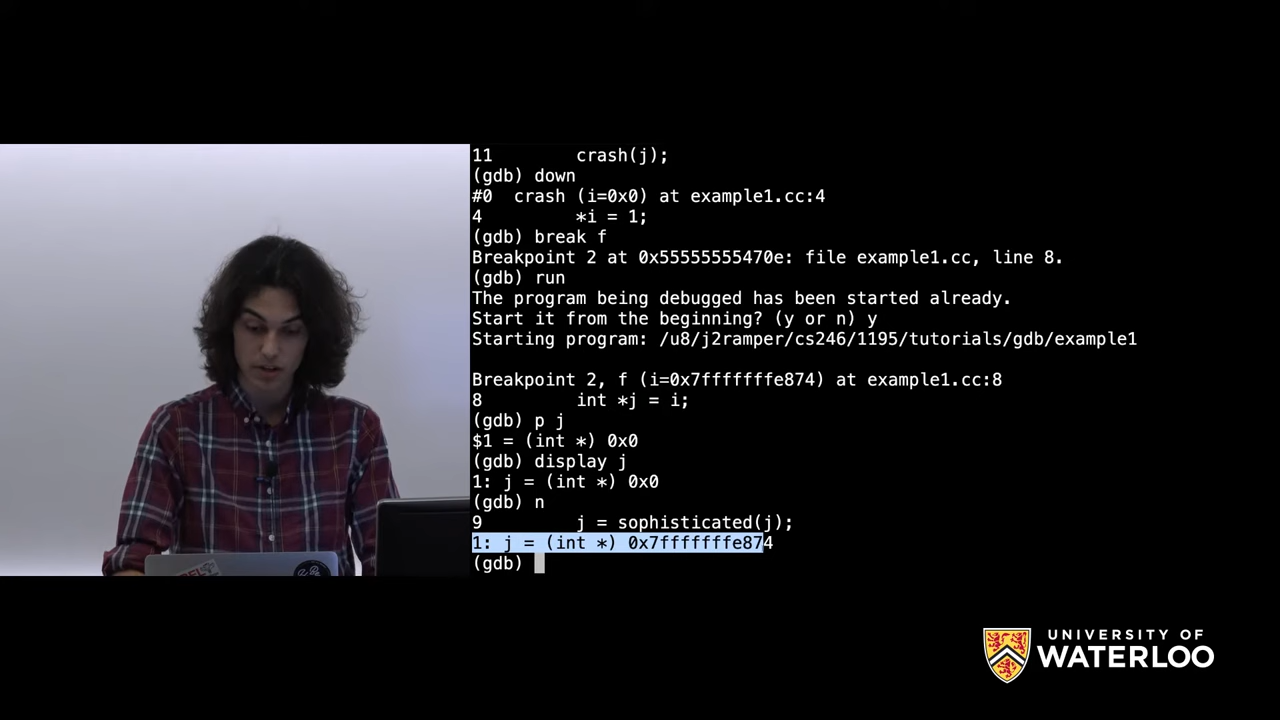 11        crash(j);
(gdb) down
#0  crash (i=0x0) at example1.cc:4
4        *i = 1;
(gdb) break f
Breakpoint 2 at 0x55555555470e: file example1.cc, line 8.
(gdb) run
The program being debugged has been started already.
Start it from the beginning? (y or n) y
Starting program: /u8/j2ramper/cs246/1195/tutorials/gdb/example1
Breakpoint 2, f (i=0x7fffffffe874) at example1.cc:8
8        int *j = i;
(gdb) p j
$1 = (int *) 0x0
(gdb) display j
1: j = (int *) 0x0
(gdb) n
9        j = sophisticated(j);
1: j = (int *) 0x7fffffffe874
(gdb)
UNIVERSITY OF
WATERLOO